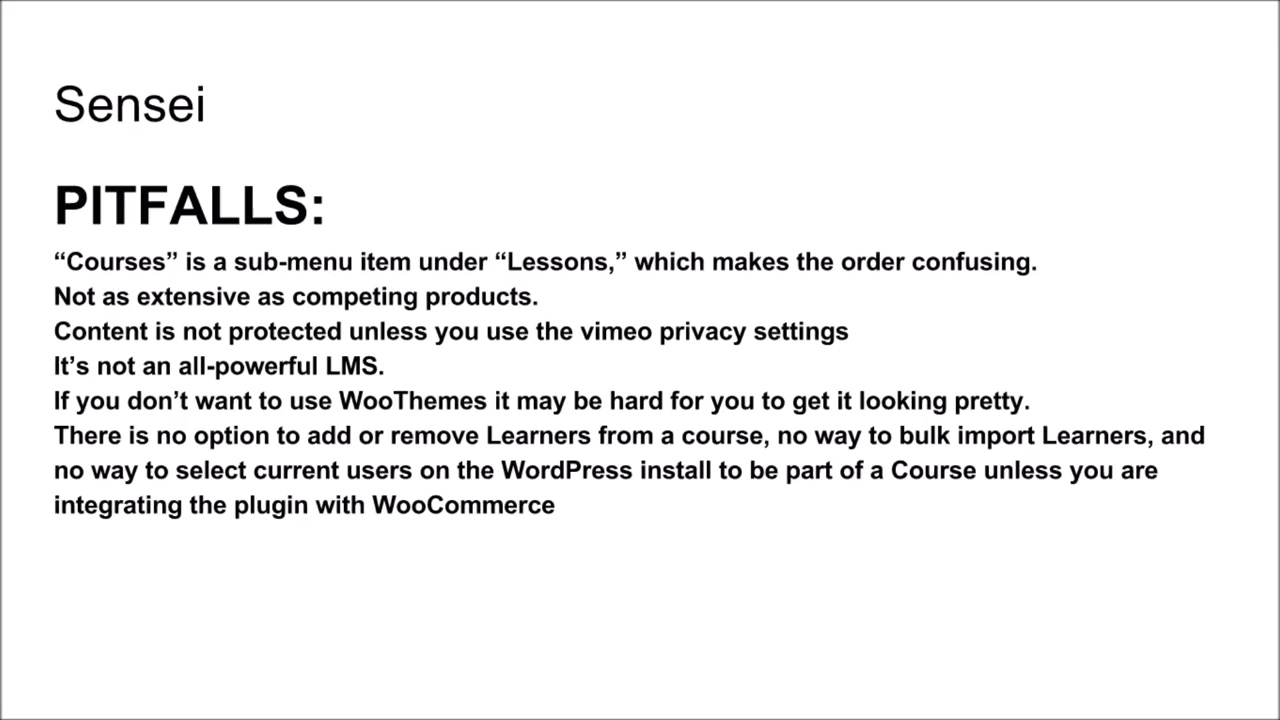 Sensei
PITFALLS:
“Courses” is a sub-menu item under “Lessons,” which makes the order confusing.
Not as extensive as competing products.
Content is not protected unless you use the vimeo privacy settings
It’s not an all-powerful LMS.
If you don’t want to use WooThemes it may be hard for you to get it looking pretty.
There is no option to add or remove Learners from a course, no way to bulk import Learners, and
no way to select current users on the WordPress install to be part of a Course unless you are
integrating the plugin with WooCommerce